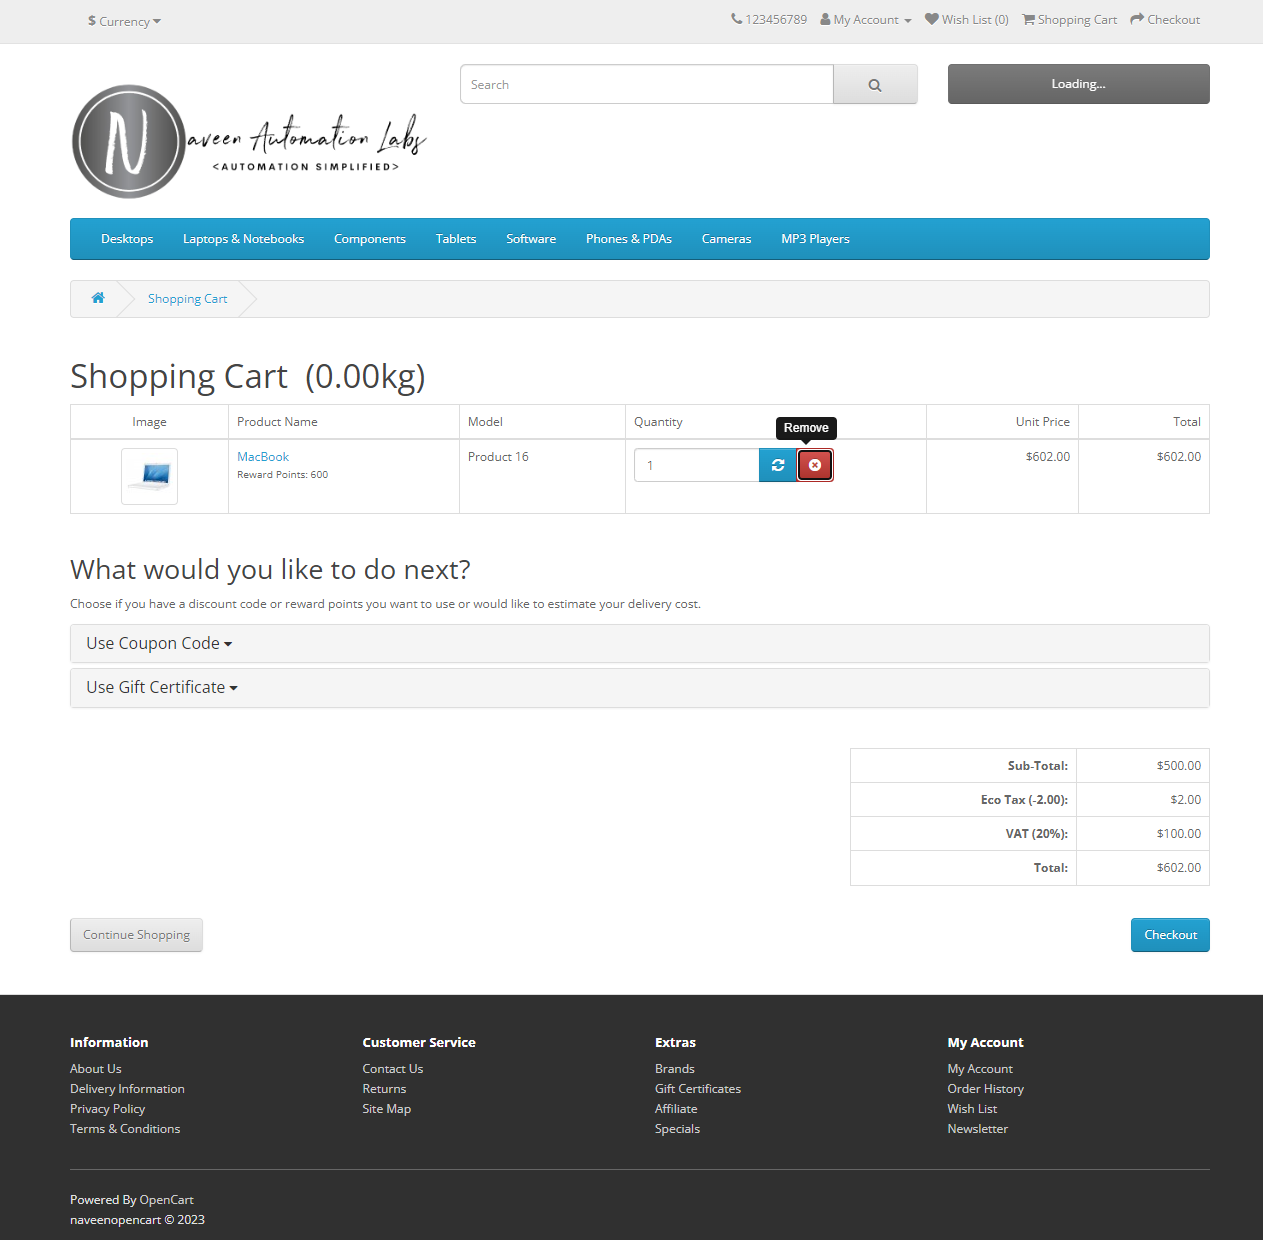 $ Currency
123456789 My Account Wish List (0) Shopping Cart Checkout
Search
Loading...
N aveen Automation Labs
<AUTOMATION SIMPLIFIED>
Desktops Laptops & Notebooks Components Tablets Software Phones & PDAs Cameras MP3 Players
Shopping Cart
Shopping Cart (0.00kg)
Image Product Name Model Quantity Unit Price Total
Remove
MacBook Product 16 1 $602.00 $602.00
Reward Points: 600
What would you like to do next?
Choose if you have a discount code or reward points you want to use or would like to estimate your delivery cost.
Use Coupon Code
Use Gift Certificate
Sub-Total: $500.00
Eco Tax (-2.00): $2.00
VAT (20%): $100.00
Total: $602.00
Continue Shopping Checkout
Information
About Us
Delivery Information
Privacy Policy
Terms & Conditions
Customer Service
Contact Us
Returns
Site Map
Extras
Brands
Gift Certificates
Affiliate
Specials
My Account
My Account
Order History
Wish List
Newsletter
Powered By OpenCart
naveenopencart © 2023